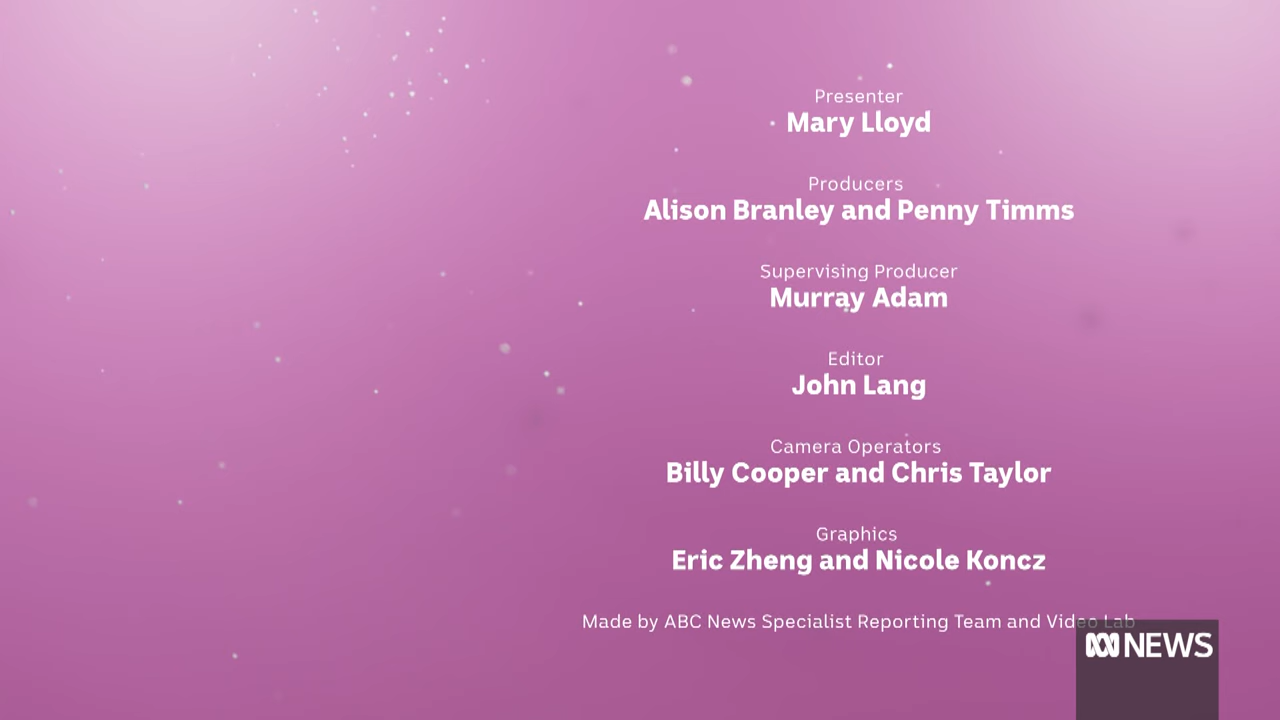 Presenter
Mary Lloyd
Producers
Alison Branley and Penny Timms
Supervising Producer
Murray Adam
Editor
John Lang
Camera Operators
Billy Cooper and Chris Taylor
Graphics
Eric Zheng and Nicole Koncz
Made by ABC News Specialist Reporting Team and Video Lab
NEWS